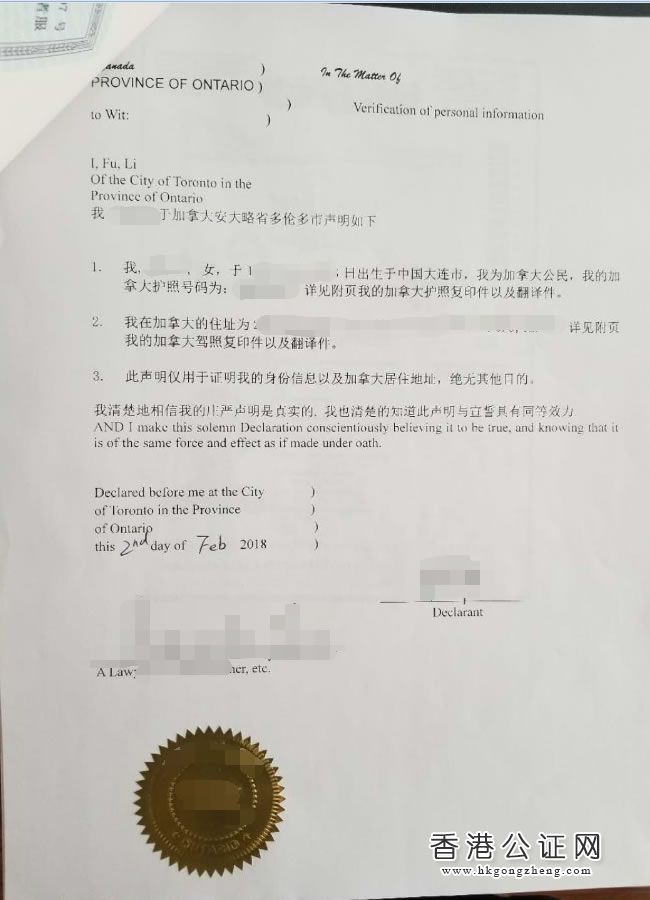 Canada )
PROVINCE OF ONTARIO )
In The Matter Of
)
to Wit: )
Verification of personal information
I, Fu, Li
Of the City of Toronto in the
Province of Ontario
我 于加拿大安大略省多伦多市声明如下
1. 我, , 女，于1 日出生于中国大连市，我为加拿大公民，我的加
拿大护照号码为: 详见附页我的加拿大护照复印件以及翻译件。
2. 我在加拿大的住址为2 详见附页
我的加拿大驾照复印件以及翻译件。
3. 此声明仅用于证明我的身份信息以及加拿大居住地址，绝无其他目的。
我清楚地相信我的庄严声明是真实的, 我也清楚的知道此声明与立誓具有同等效力
AND I make this solemn Declaration conscientiously believing it to be true, and knowing that it
is of the same force and effect as if made under oath.
Declared before me at the City )
of Toronto in the Province )
of Ontario )
this 2nd day of Feb 2018 )
Declarant
A Law ner, etc.
ONTARIO
香港公证网
www.hkgongzheng.com